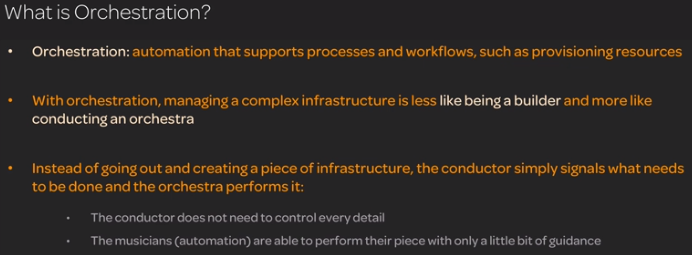 What is Orchestration?
• Orchestration: automation that supports processes and workflows, such as provisioning resources
• With orchestration, managing a complex infrastructure is less like being a builder and more like
conducting an orchestra
• Instead of going out and creating a piece of infrastructure, the conductor simply signals what needs
to be done and the orchestra performs it:
• The conductor does not need to control every detail
• The musicians (automation) are able to perform their piece with only a little bit of guidance